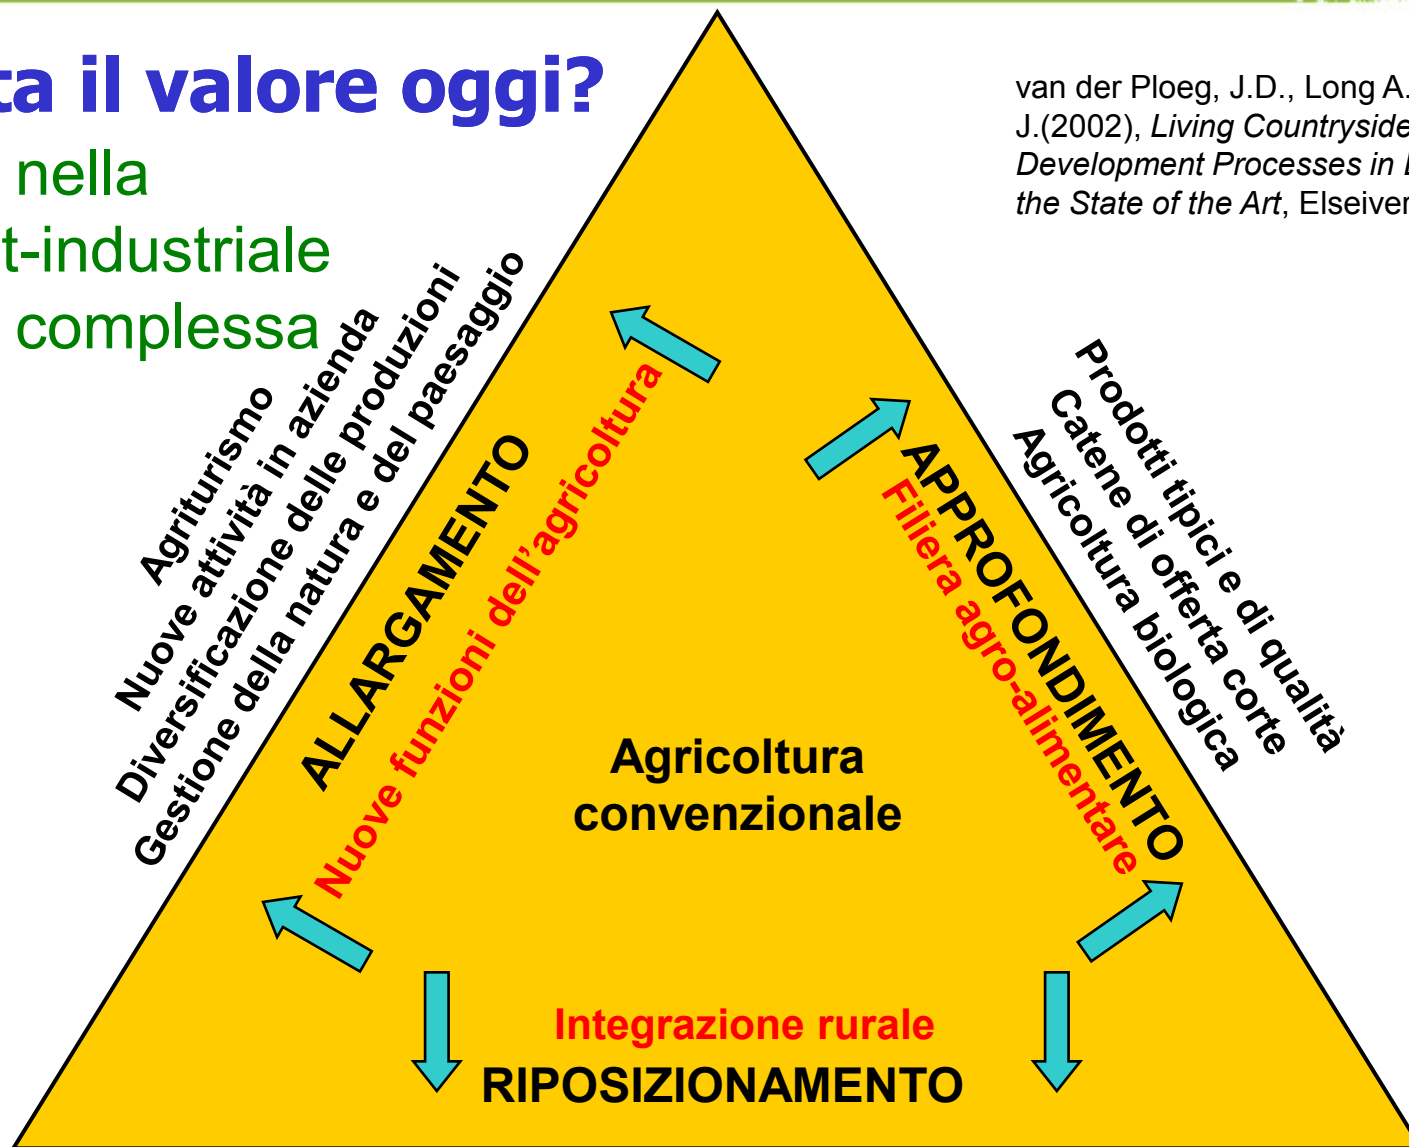 ta il valore oggi?
nella
t-industriale
complessa
van der Ploeg, J.D., Long A.
J.(2002), Living Countryside
Development Processes in
the State of the Art, Elseiver
Agriturismo
Nuove attività in azienda
Diversificazione delle produzioni
Gestione della natura e del paesaggio
ALLARGAMENTO
Nuove funzioni dell'agricoltura
Prodotti tipici e di qualità
Catene di offerta corte
Agricoltura biologica
APPROFONDIMENTO
Filiera agro-alimentare
Agricoltura
convenzionale
Integrazione rurale
RIPOSIZIONAMENTO